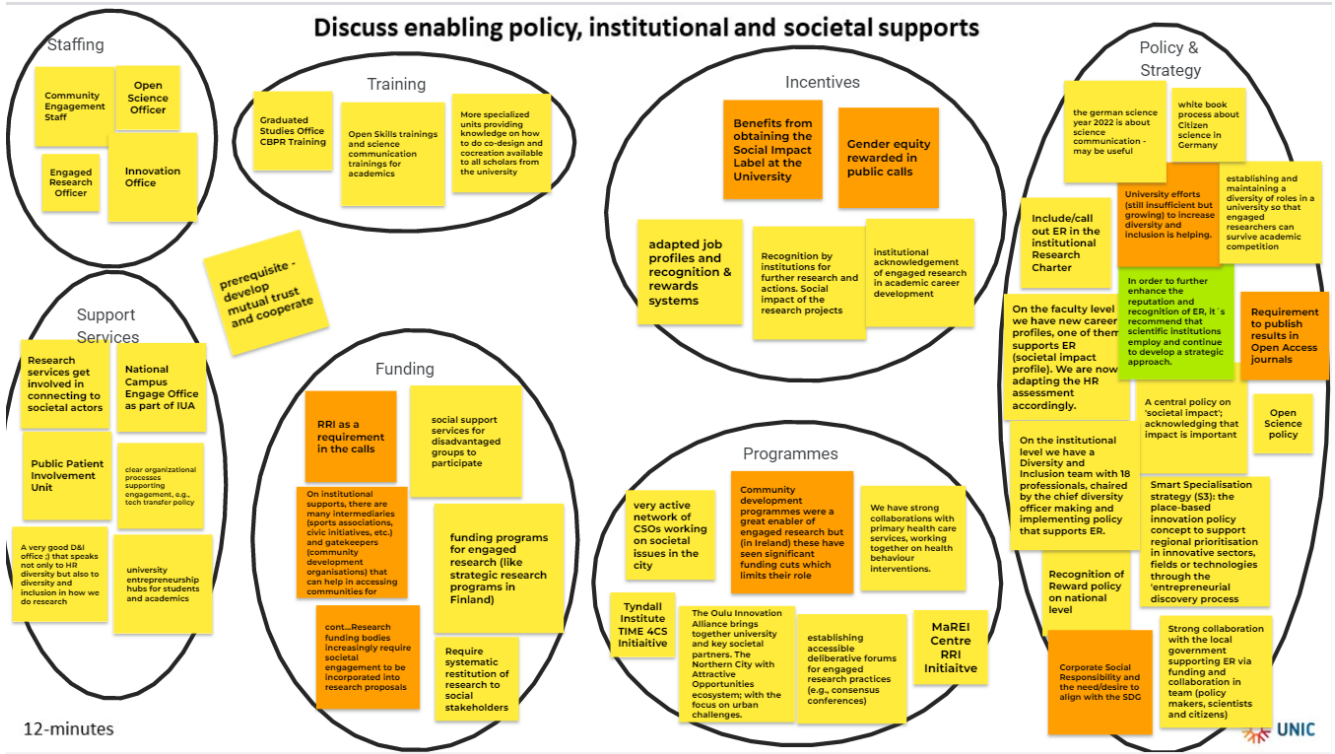 Discuss enabling policy, institutional and societal supports
Staffing
Community
Engagement
Staff
Open
Science
Officer
Engaged
Research
Officer
Innovation
Office
Training
Graduated
Studies Office
CBPR Training
Open Skills trainings
and science
communication
trainings for
academics
More specialized
units providing
knowledge on how
to do co-design and
cocreation available
to all scholars from
the university
prerequisite -
develop
mutual trust
and cooperate
Incentives
Benefits from
obtaining the
Social Impact
Label at the
University
Gender equity
rewarded in
public calls
adapted job
profiles and
recognition &
rewards
systems
Recognition by
institutions for
further research and
actions. Social
impact of the
research projects
institutional
acknowledgement
of engaged research
in academic career
development
Policy &
Strategy
the german science
year 2022 is about
science
communication -
may be useful
white book
process about
Citizen
science in
Germany
University efforts
(still insufficient but
growing) to increase
diversity and
inclusion is helping.
establishing and
maintaining a
diversity of roles in a
university so that
engaged
researchers can
survive academic
competition
Include/call
out ER in the
institutional
Research
Charter
In order to further
enhance the
reputation and
recognition of ER, it´s
recommend that
scientific institutions
employ and continue
to develop a strategic
approach.
Requirement
to publish
results in
Open Access
journals
On the faculty level
we have new career
profiles, one of them
supports ER
(societal impact
profile). We are now
adapting the HR
assessment
accordingly.
A central policy on
'societal impact';
acknowledging that
impact is important
Open
Science
policy
On the institutional
level we have a
Diversity and
Inclusion team with 18
professionals, chaired
by the chief diversity
officer making and
implementing policy
that supports ER.
Smart Specialisation
strategy (S3): the
place-based
innovation policy
concept to support
regional prioritisation
in innovative sectors,
fields or technologies
through the
'entrepreneurial
discovery process
Recognition of
Reward policy
on national
level
Corporate Social
Responsibility and
the need/desire to
align with the SDG
Strong collaboration
with the local
government
supporting ER via
funding and
collaboration in
team (policy
makers, scientists
and citizens)
Support
Services
Research
services get
involved in
connecting to
societal actors
National
Campus
Engage Office
as part of IUA
Public Patient
Involvement
Unit
clear organizational
processes
supporting
engagement, e.g.,
tech transfer policy
A very good D&I
office ;) that speaks
not only to HR
diversity but also to
diversity and
inclusion in how we
do research
university
entrepreneurship
hubs for students
and academics
Funding
RRI as a
requirement
in the calls
social support
services for
disadvantaged
groups to
participate
On institutional
supports, there are
many intermediaries
(sports associations,
civic initiatives, etc.)
and gatekeepers
(community
development
organisations) that
can help in accessing
communities for
funding programs
for engaged
research (like
strategic research
programs in
Finland)
cont...Research
funding bodies
increasingly require
societal
engagement to be
incorporated into
research proposals
Require
systematic
restitution of
research to
social
stakeholders
Programmes
very active
network of
CSOs working
on societal
issues in the
city
Community
development
programmes were a
great enabler of
engaged research but
(in Ireland) these have
seen significant
funding cuts which
limits their role
We have strong
collaborations with
primary health care
services, working
together on health
behaviour
interventions.
Tyndall
Institute
TIME 4CS
Initiaitive
The Oulu Innovation
Alliance brings
together university
and key societal
partners. The
Northern City with
Attractive
Opportunities
ecosystem; with the
focus on urban
challenges.
establishing
accessible
deliberative forums
for engaged
research practices
(e.g., consensus
conferences)
MaREI
Centre
RRI
Initiaitve
12-minutes
UNIC